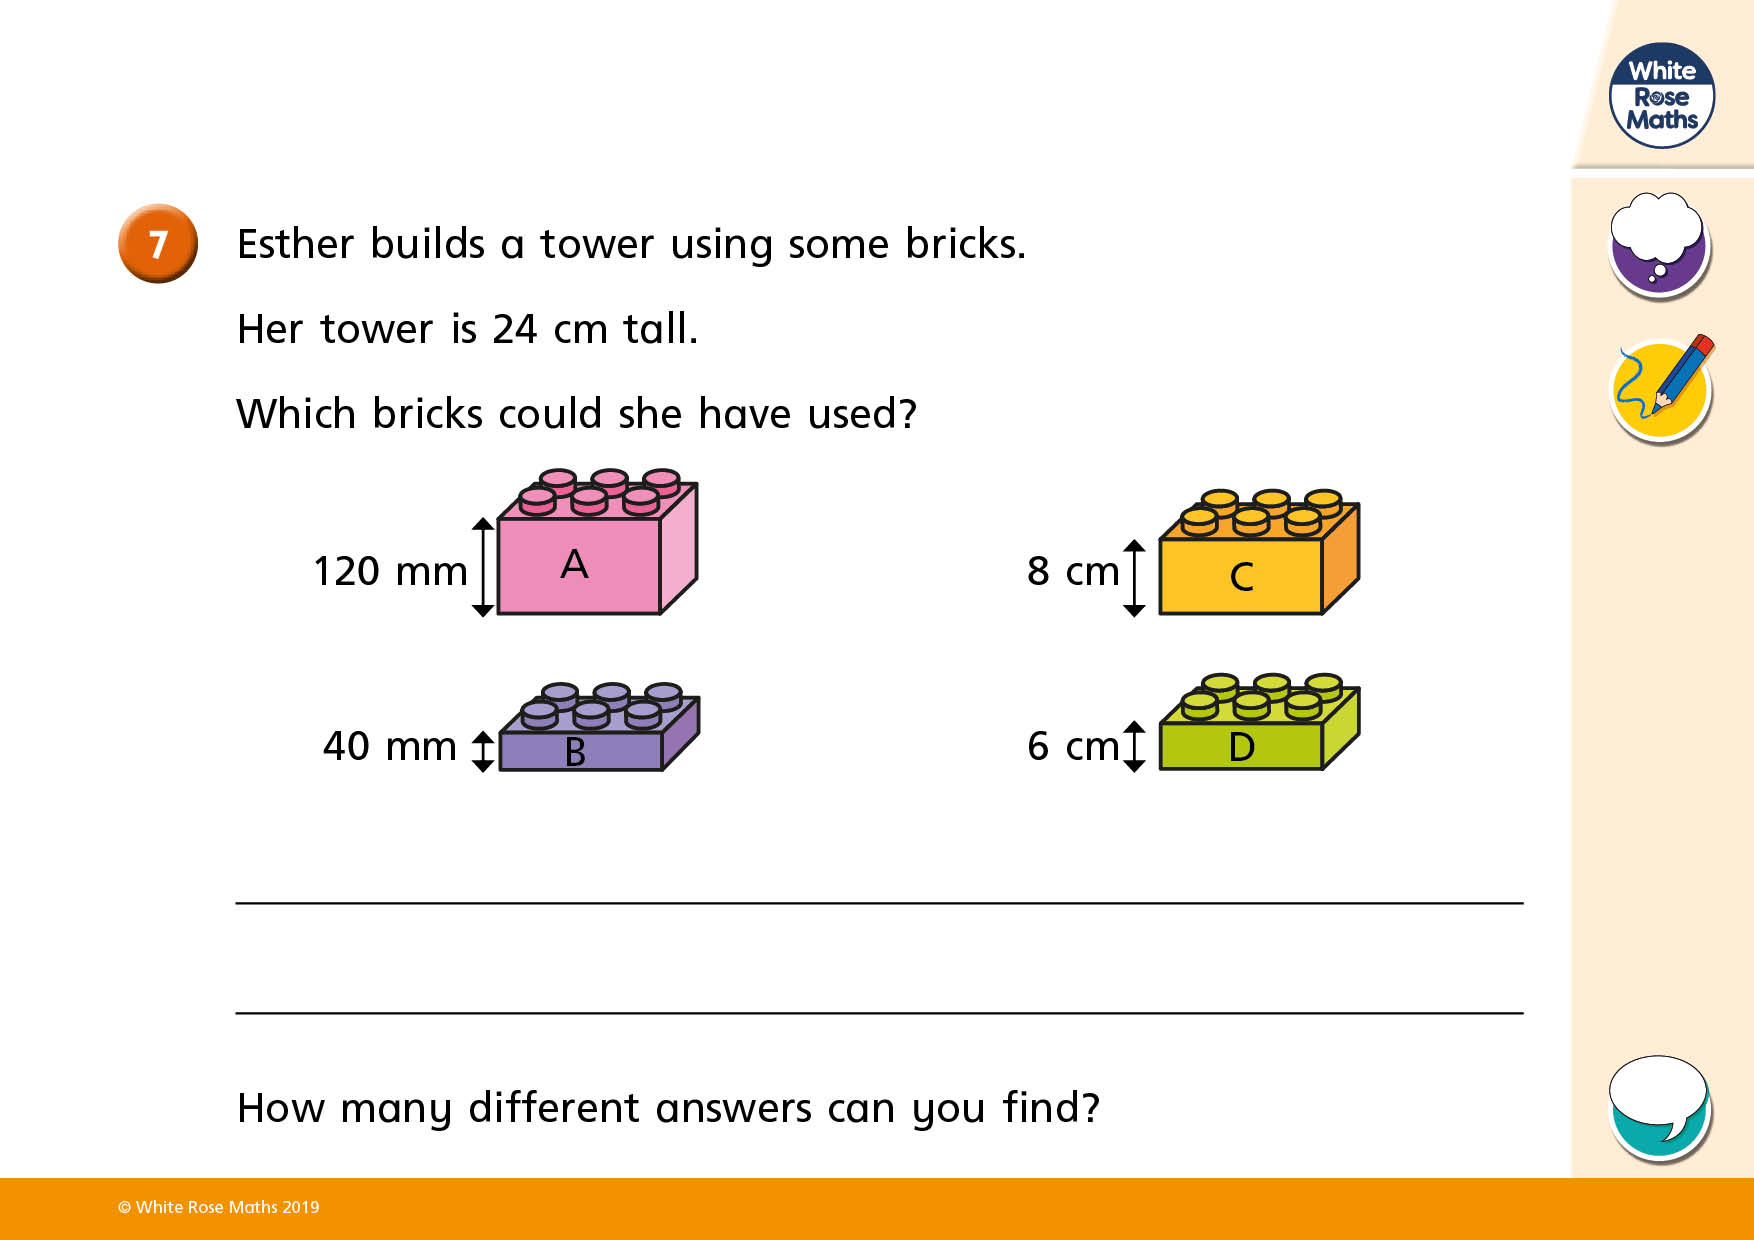 White
Rose
Maths
7
Esther builds a tower using some bricks.
Her tower is 24 cm tall.
Which bricks could she have used?
120 mm
A
8 cm
C
40 mm
B
6 cm
D
How many different answers can you find?
© White Rose Maths 2019